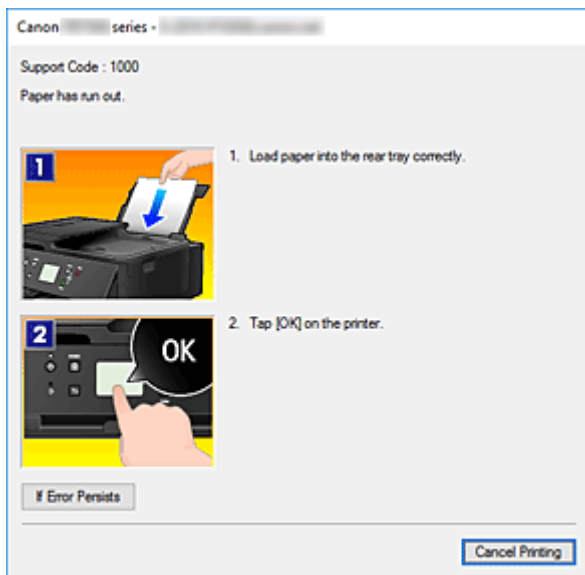 Canon series -
Support Code : 1000
Paper has run out.
1
1. Load paper into the rear tray correctly.
2
OK
2. Tap [OK] on the printer.
If Error Persists
Cancel Printing